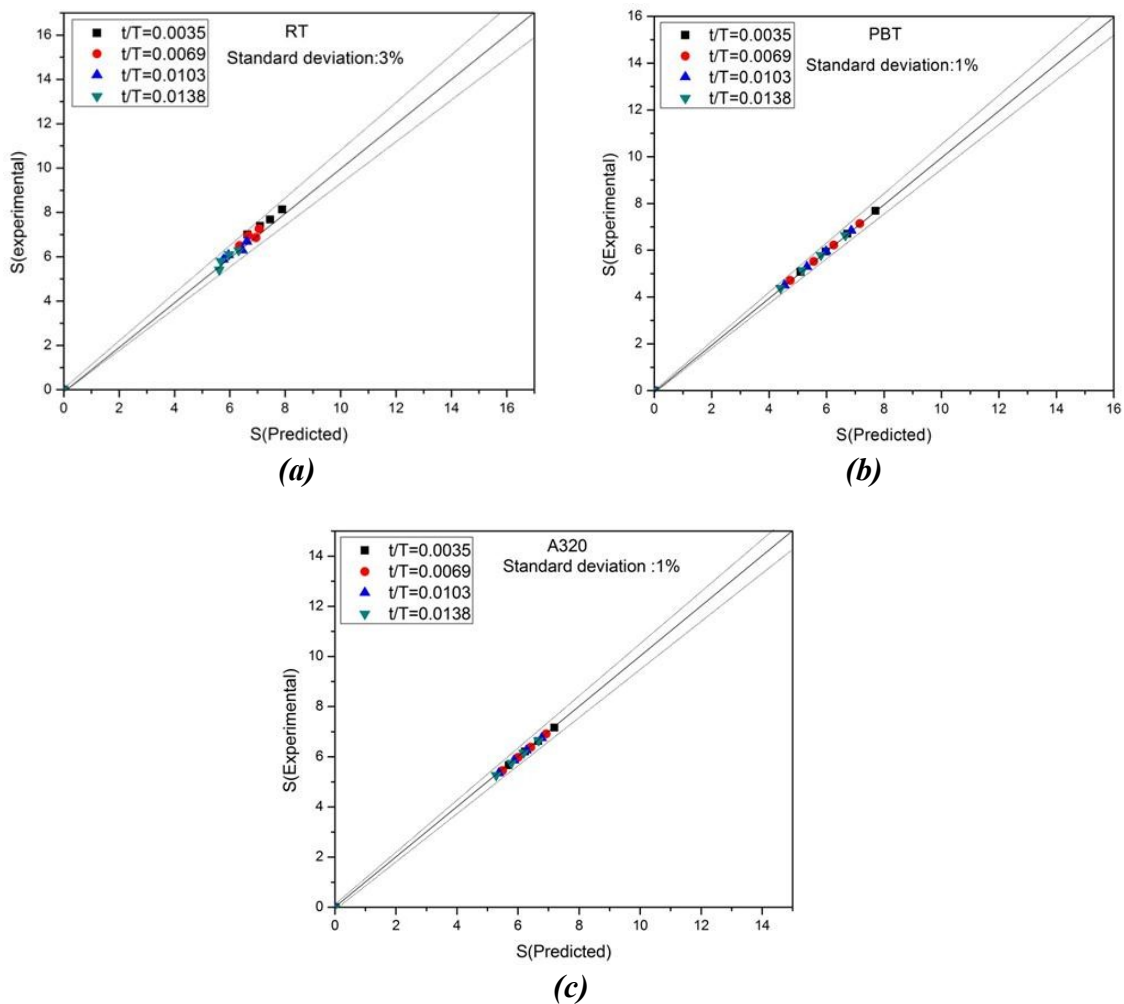 t/T=0.0035
t/T=0.0069
t/T=0.0103
t/T=0.0138
RT
Standard deviation:3%
16
14
12
10
8
6
4
2
0
S(experimental)
0 2 4 6 8 10 12 14 16
S(Predicted)
(a)
t/T=0.0035
t/T=0.0069
t/T=0.0103
t/T=0.0138
PBT
Standard deviation:1%
16
14
12
10
8
6
4
2
0
S(Experimental)
0 2 4 6 8 10 12 14 16
S(Predicted)
(b)
t/T=0.0035
t/T=0.0069
t/T=0.0103
t/T=0.0138
A320
Standard deviation :1%
14
12
10
8
6
4
2
0
S(Experimental)
0 2 4 6 8 10 12 14
S(Predicted)
(c)